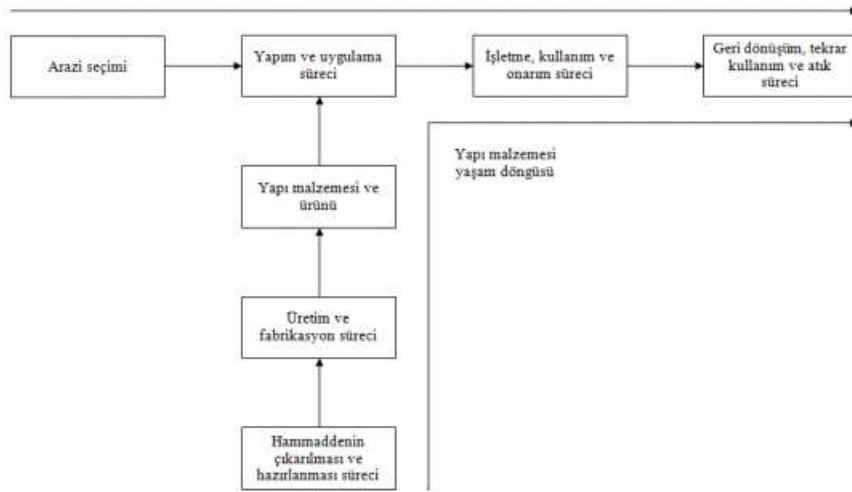 Arazi seçimi
Yapım ve uygulama
süreci
İşletme, kullanım ve
onarım süreci
Geri dönüşüm, tekrar
kullanım ve atık
süreci
Yapı malzemesi
yaşam döngüsü
Yapı malzemesi ve
ürünü
Üretim ve
fabrikasyon süreci
Hammaddenin
çıkarılması ve
hazırlanması süreci